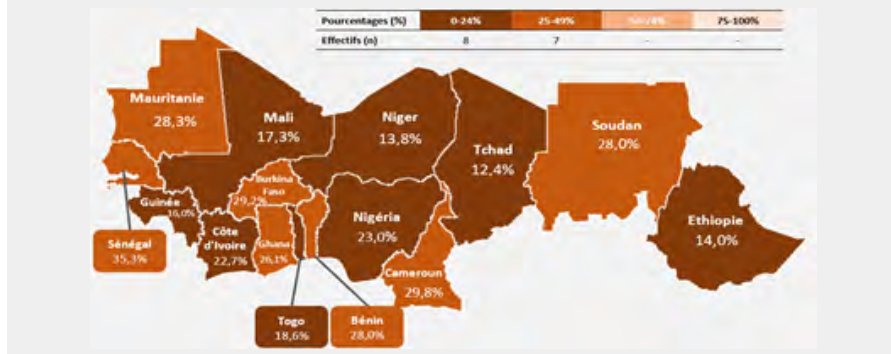 Pourcentages (%) 0-24% 25-49% 50-74% 75-100%
Effectifs (n) 8 7 - -
Mauritanie
28,3%
Mali
17,3%
Niger
13,8%
Tchad
12,4%
Soudan
28,0%
Ethiopie
14,0%
Burkina
Faso
29,2%
Guinée
16,0%
Sénégal
35,3%
Côte
d'Ivoire
22,7%
Ghana
26,1%
Nigéria
23,0%
Cameroun
29,8%
Togo
18,6%
Bénin
28,0%